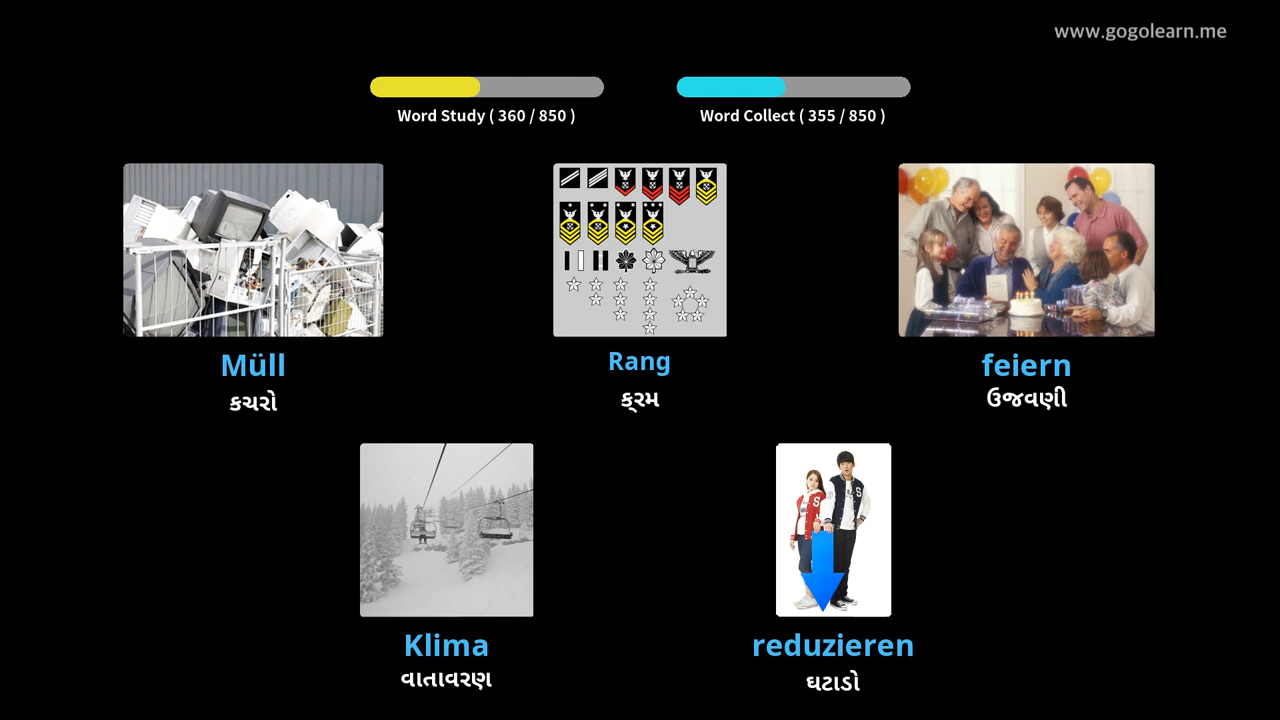 www.gogolearn.me
Word Study ( 360 / 850 )
Word Collect ( 355 / 850 )
Müll
કચરો
Rang
ક્રમ
feiern
ઉજવણી
Klima
વાતાવરણ
reduzieren
ઘટાડો